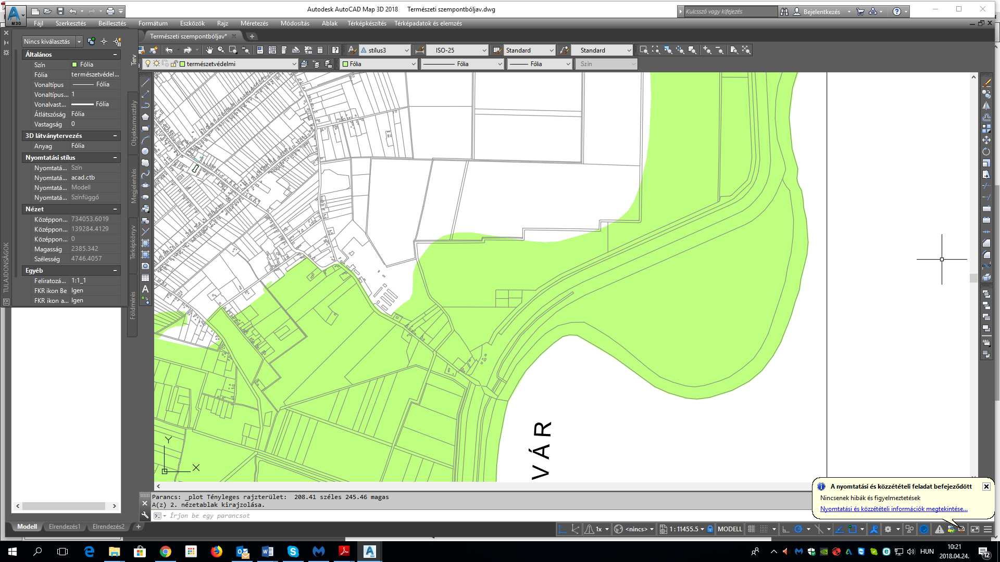 Autodesk AutoCAD Map 3D 2018 Természeti szempontbóljav.dwg
Kulcsszó vagy kifejezés
Bejelentkezés
M3D
Fájl Szerkesztés Beillesztés Formátum Eszközök Rajz Méretezés Módosítás Ablak Térképkészítés Térképadatok és elemzés
Természeti szempontbóljav*
Nincs kiválasztás
stílus3 ISO-25 Standard Standard
természetvédelmi Fólia Fólia Fólia Szín
Általános
Szín Fólia
Fólia természetvédel...
Vonaltípus Fólia
Vonaltípus... 1
Vonalvast... Fólia
Átlátszóság Fólia
Vastagság 0
3D látványtervezés
Anyag Fólia
Nyomtatási stílus
Nyomtatá... Szín
Nyomtatá... acad.ctb
Nyomtatá... Modell
Nyomtatá... Színfüggő
Nézet
Középpon... 734053.6019
Középpon... 139284.4129
Középpon... 0
Magasság 2385.342
Szélesség 4746.4057
Egyéb
Feliratozá... 1:1_1
FKR ikon Be Igen
FKR ikon a... Igen
TULAJDONSÁGOK
Terv
Objektumosztály
Megjelenítés
Térképkönyv
Földmérés
VÁR
Y
X
Parancs: _plot Tényleges rajzterület: 208.41 széles 245.46 magas
A(z) 2. nézetablak kirajzolása.
Írjon be egy parancsot
A nyomtatási és közzétételi feladat befejeződött
Nincsenek hibák és figyelmeztetések
Nyomtatási és közzétételi információk megtekintése...
Modell Elrendezés1 Elrendezés2
1x <nincs> 1 : 11455.5 MODELL
HUN
10:21
2018.04.24.
12